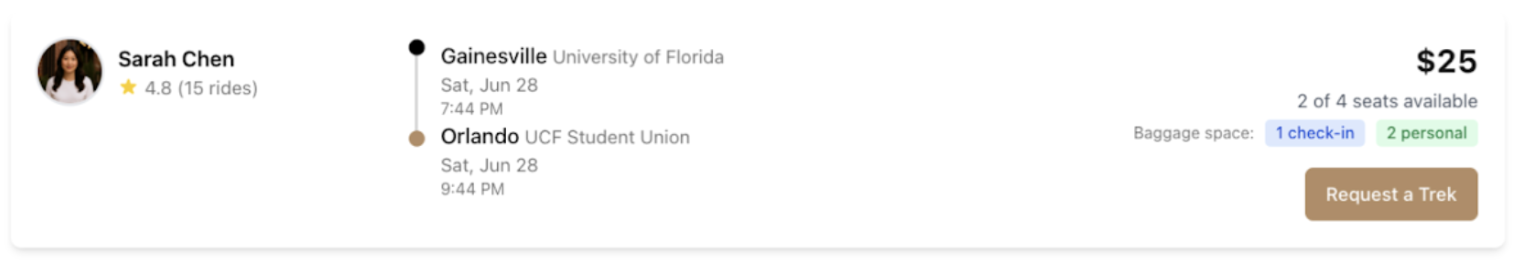 Sarah Chen
4.8 (15 rides)
Gainesville University of Florida
Sat, Jun 28
7:44 PM
Orlando UCF Student Union
Sat, Jun 28
9:44 PM
$25
2 of 4 seats available
Baggage space: 1 check-in 2 personal
Request a Trek